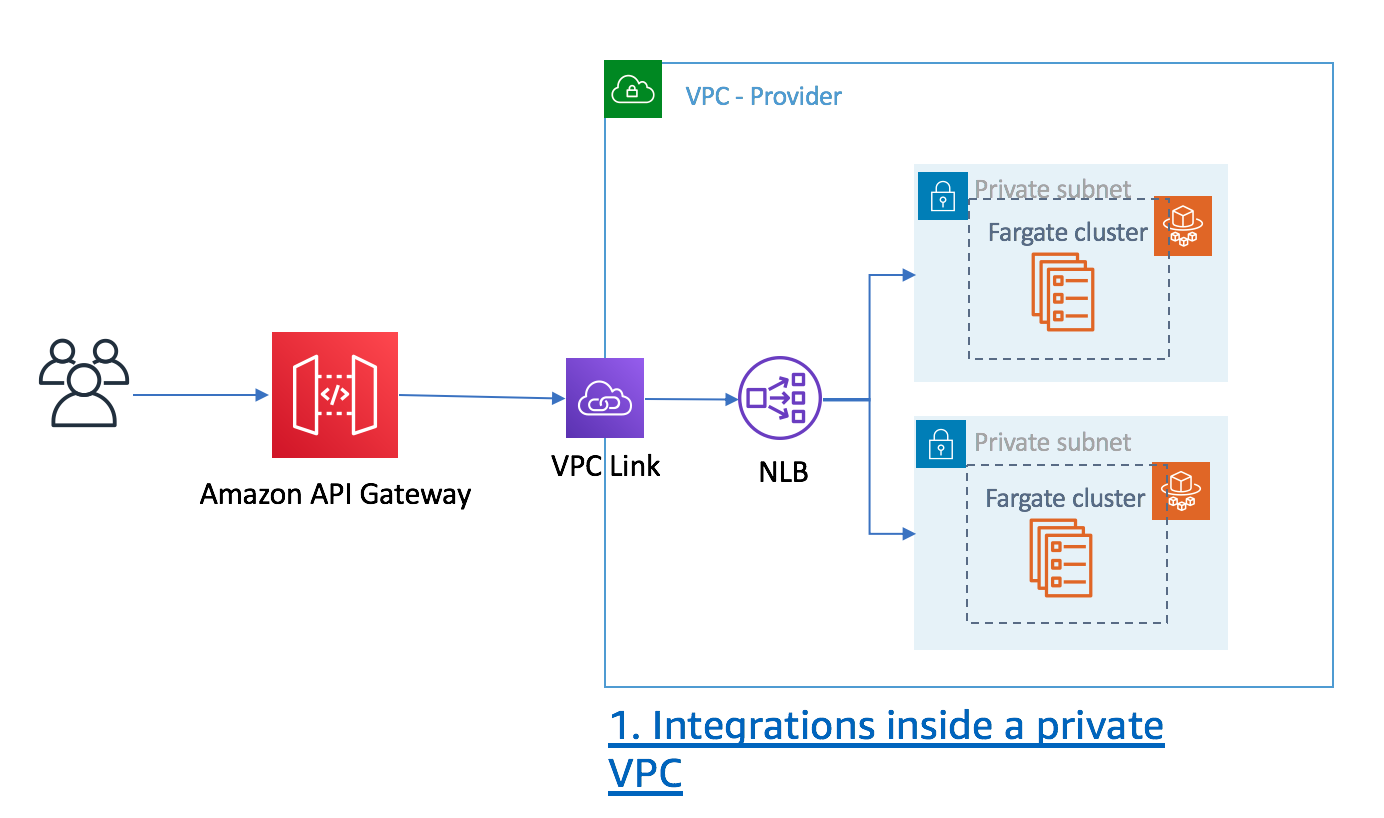 VPC - Provider
Private subnet
Fargate cluster
</>
Amazon API Gateway
VPC Link
NLB
Private subnet
Fargate cluster
1. Integrations inside a private
VPC